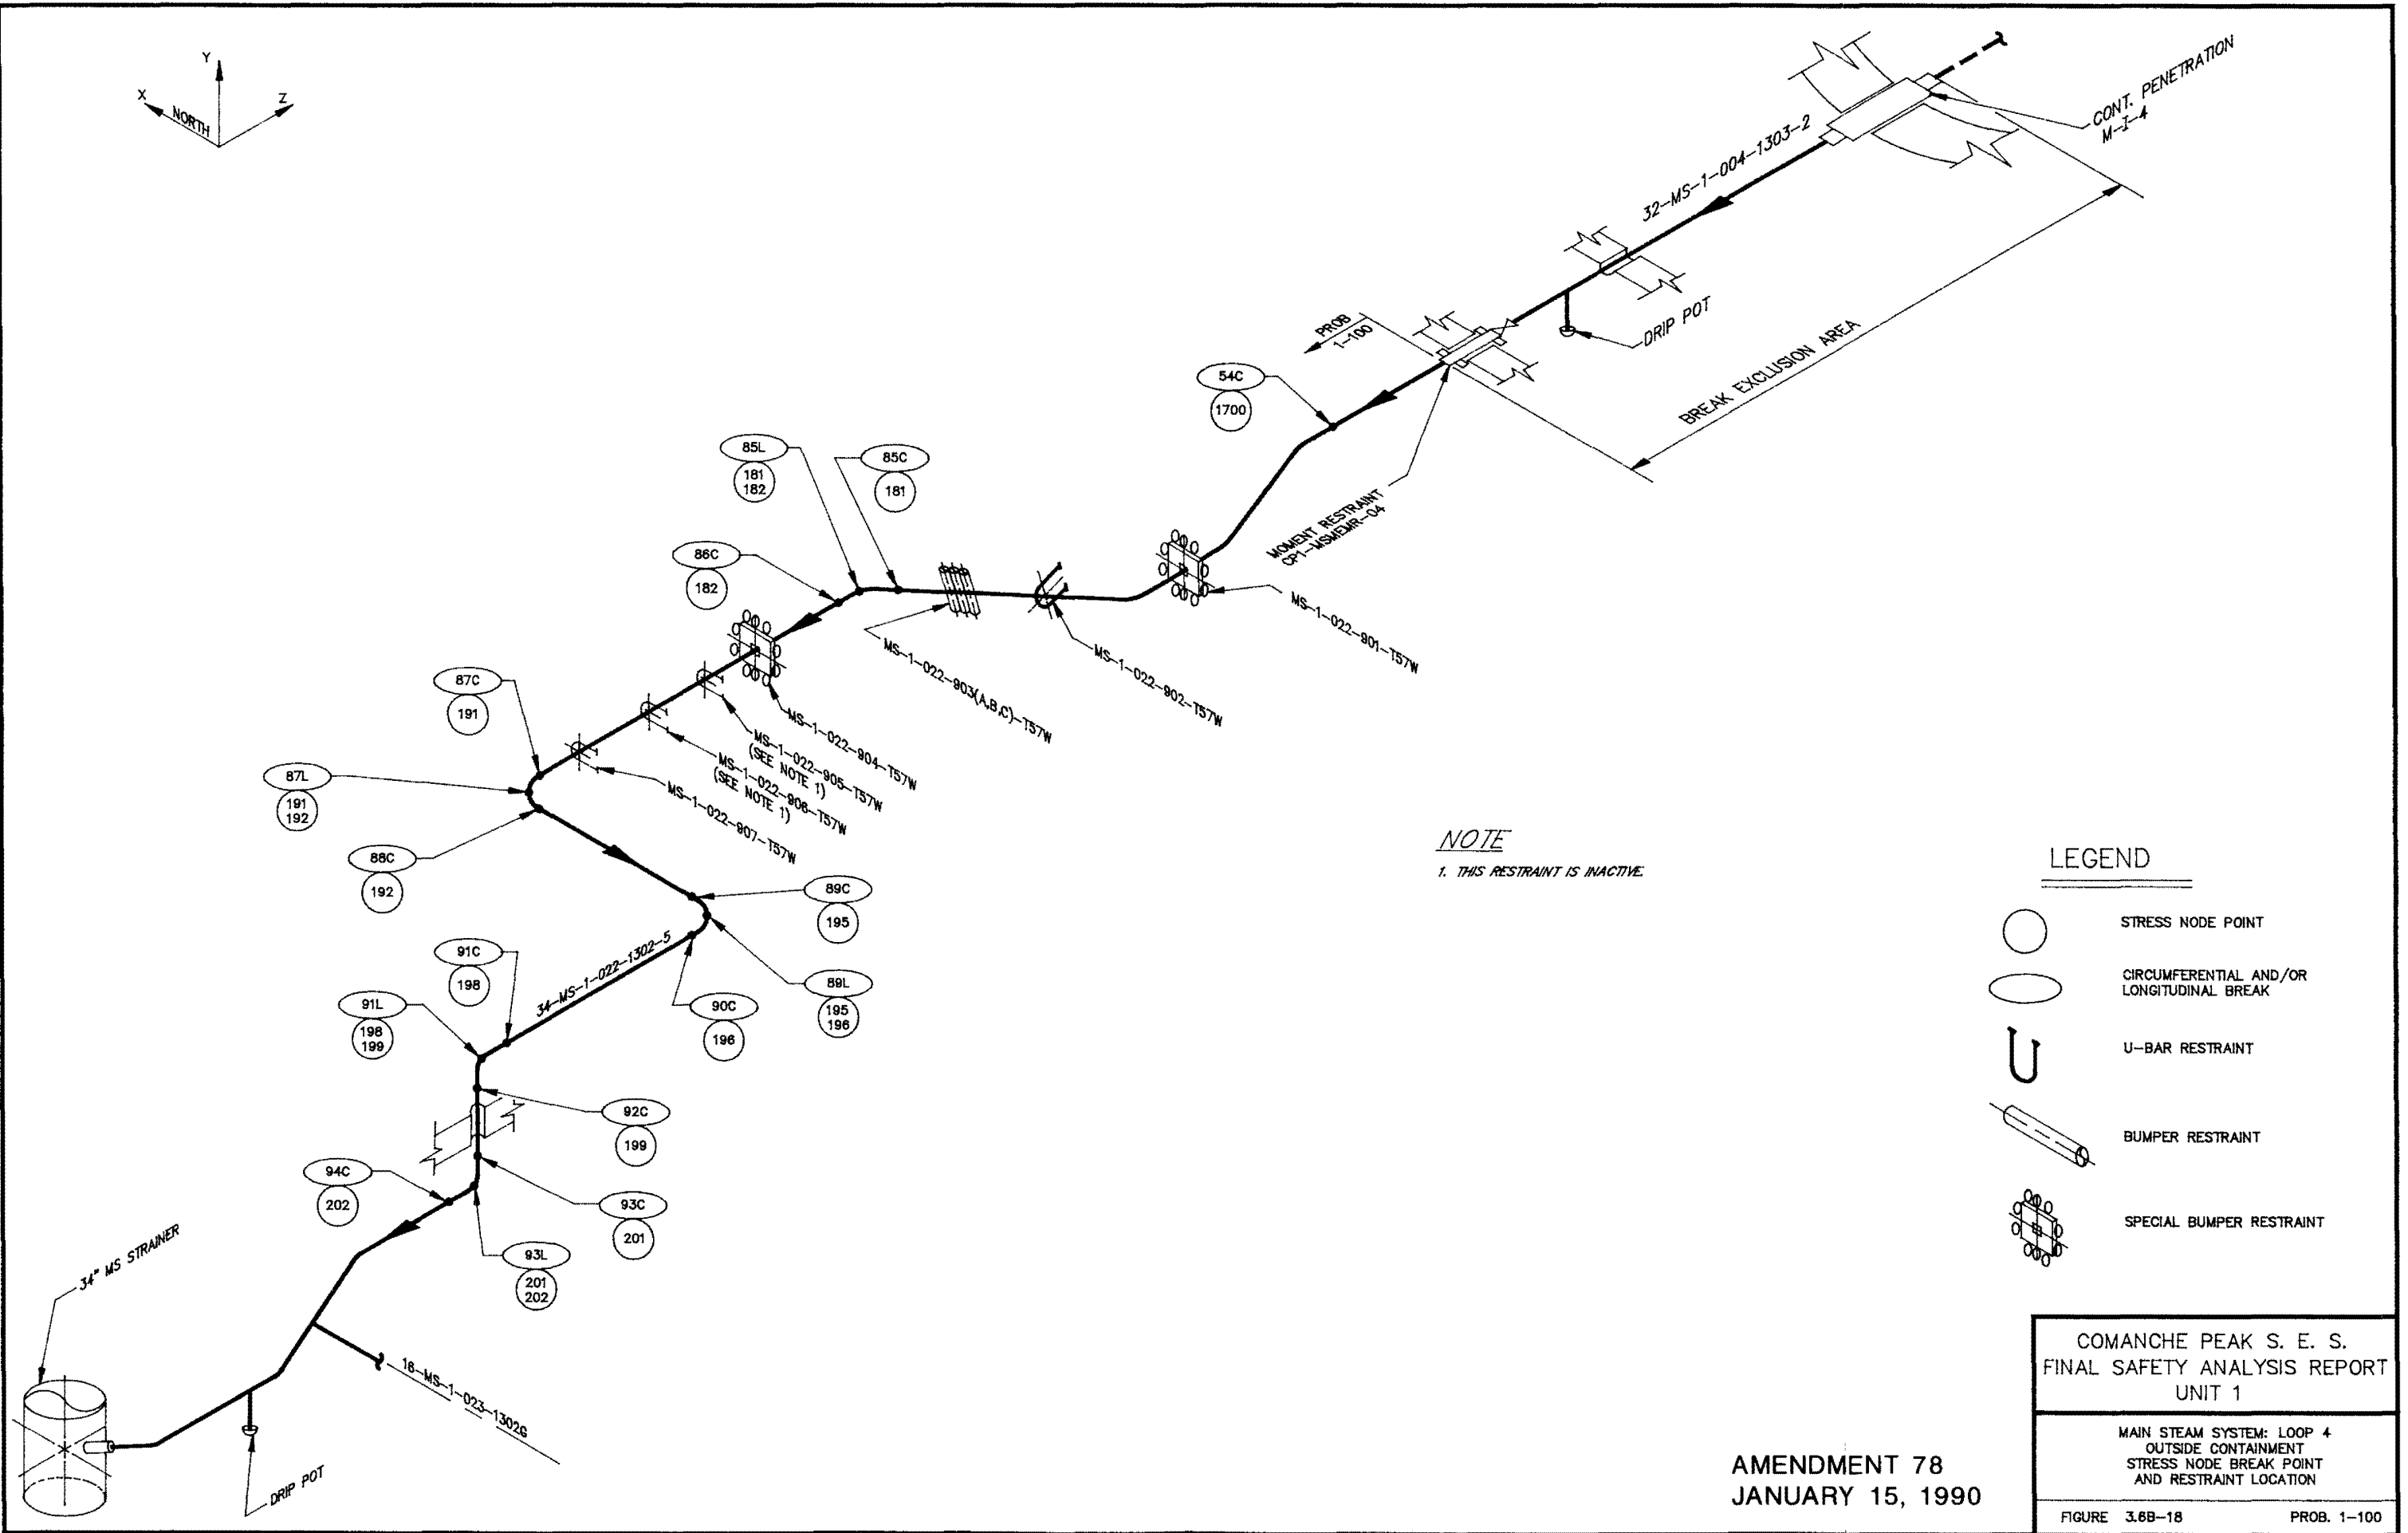 Y
X
Z
NORTH
CONT. PENETRATION
M-I-4
32-MS-1-004-1303-2
DRIP POT
BREAK EXCLUSION AREA
PROB
1-100
54C
1700
MOMENT RESTRAINT
CP1-MSMEMR-04
85L
181
182
85C
181
86C
182
MS-1-022-901-T57W
MS-1-022-902-T57W
MS-1-022-903(A,B,C)-T57W
MS-1-022-904-T57W
MS-1-022-905-T57W
(SEE NOTE 1)
MS-1-022-906-T57W
(SEE NOTE 1)
MS-1-022-907-T57W
87C
191
87L
191
192
88C
192
89C
195
89L
195
196
90C
196
34-MS-1-022-1302-5
91C
198
91L
198
199
92C
199
93C
201
94C
202
93L
201
202
34" MS STRAINER
16-MS-1-023-1302G
DRIP POT
NOTE
1. THIS RESTRAINT IS INACTIVE.
LEGEND
STRESS NODE POINT
CIRCUMFERENTIAL AND/OR
LONGITUDINAL BREAK
U-BAR RESTRAINT
BUMPER RESTRAINT
SPECIAL BUMPER RESTRAINT
AMENDMENT 78
JANUARY 15, 1990
COMANCHE PEAK S. E. S.
FINAL SAFETY ANALYSIS REPORT
UNIT 1
MAIN STEAM SYSTEM: LOOP 4
OUTSIDE CONTAINMENT
STRESS NODE BREAK POINT
AND RESTRAINT LOCATION
FIGURE 3.6B-18 PROB. 1-100